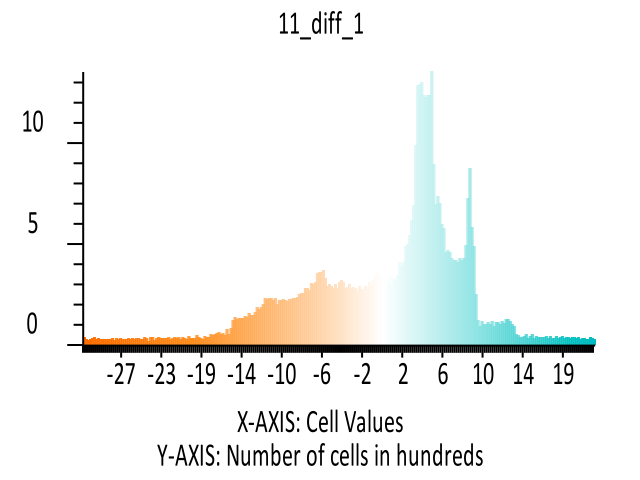 11_diff_1
10
5
0
-27 -23 -19 -14 -10 -6 -2 2 6 10 14 19
X-AXIS: Cell Values
Y-AXIS: Number of cells in hundreds